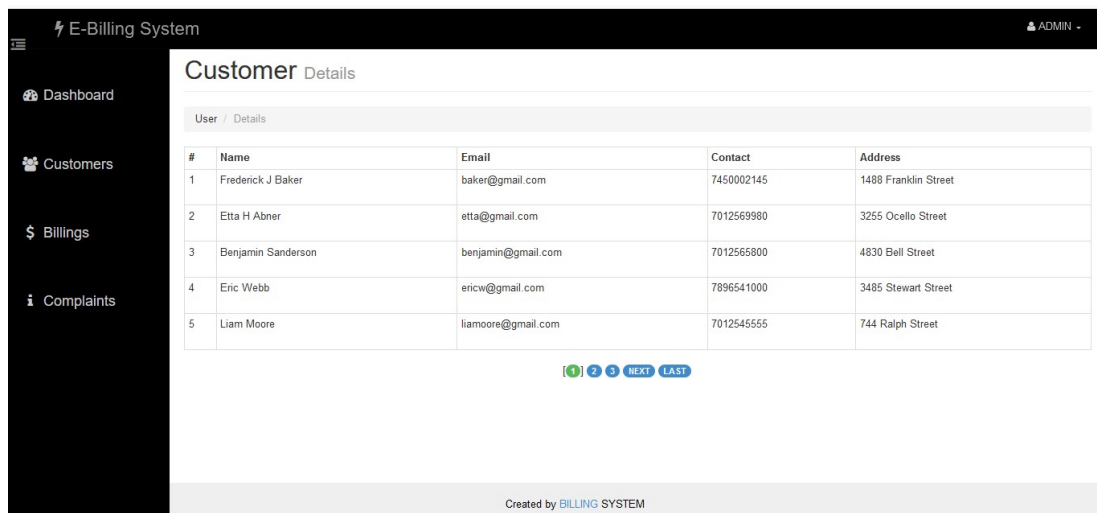 E-Billing System
ADMIN
Dashboard
Customers
$ Billings
i Complaints
Customer Details
User / Details
# Name Email Contact Address
1 Frederick J Baker baker@gmail.com 7450002145 1488 Franklin Street
2 Etta H Abner etta@gmail.com 7012569980 3255 Ocello Street
3 Benjamin Sanderson benjamin@gmail.com 7012565800 4830 Bell Street
4 Eric Webb ericw@gmail.com 7896541000 3485 Stewart Street
5 Liam Moore liamoore@gmail.com 7012545555 744 Ralph Street
[1] 2 3 NEXT LAST
Created by BILLING SYSTEM